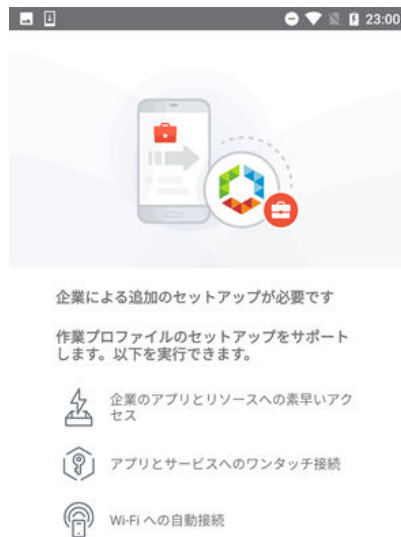 23:00
企業による追加のセットアップが必要です
作業プロファイルのセットアップをサポート
します。以下を実行できます。
企業のアプリとリソースへの素早いアク
セス
アプリとサービスへのワンタッチ接続
Wi-Fi への自動接続